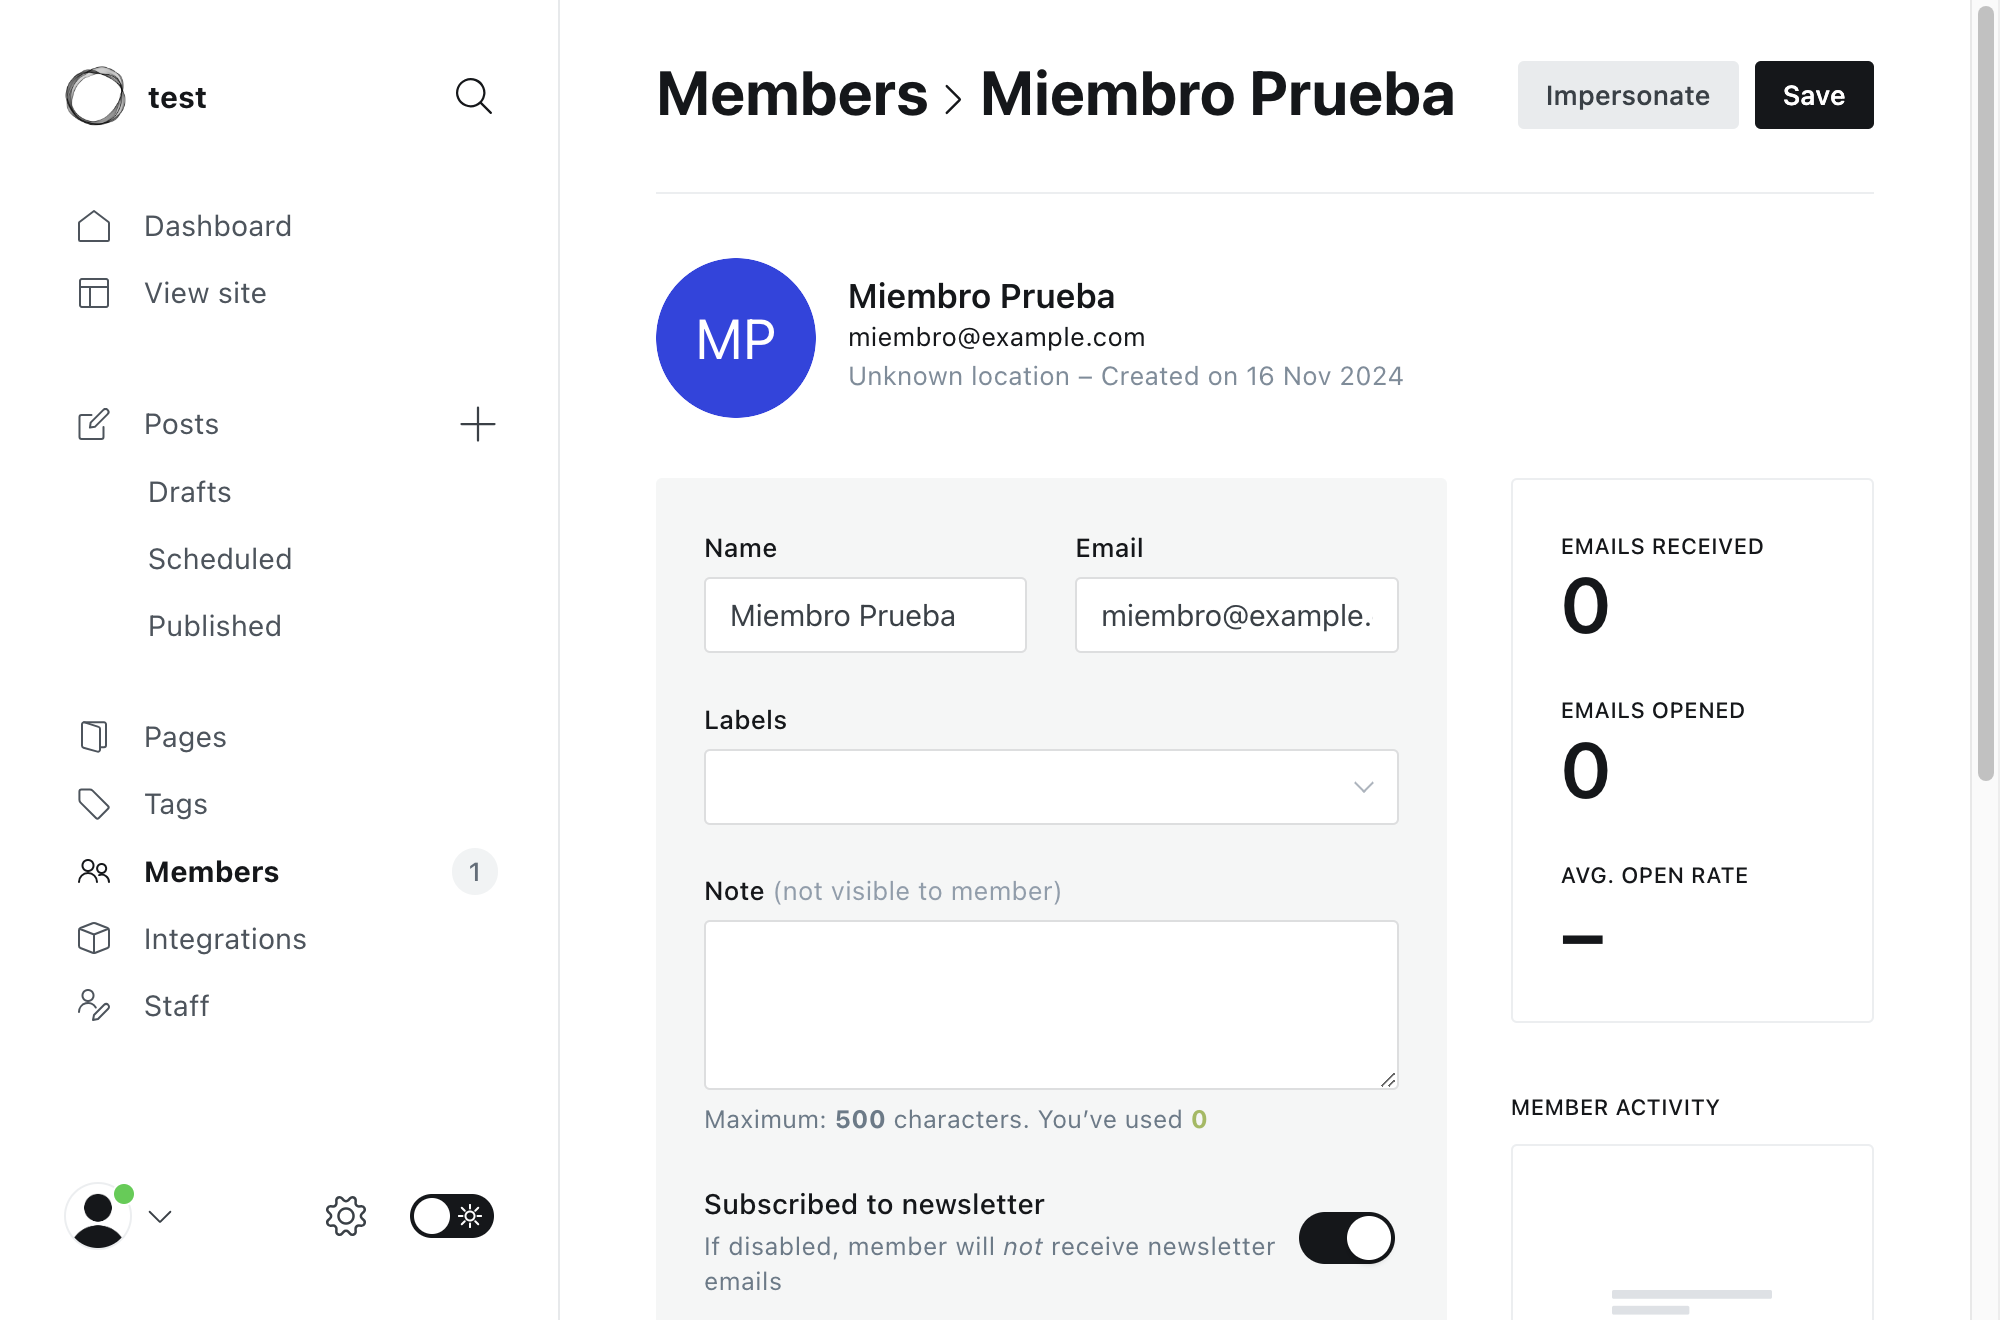 test
Dashboard
View site
Posts
Drafts
Scheduled
Published
Pages
Tags
Members
1
Integrations
Staff
Members > Miembro Prueba
Impersonate
Save
MP
Miembro Prueba
miembro@example.com
Unknown location – Created on 16 Nov 2024
Name
Miembro Prueba
Email
miembro@example.
Labels
Note (not visible to member)
Maximum: 500 characters. You’ve used 0
Subscribed to newsletter
If disabled, member will not receive newsletter
emails
EMAILS RECEIVED
0
EMAILS OPENED
0
AVG. OPEN RATE
–
MEMBER ACTIVITY